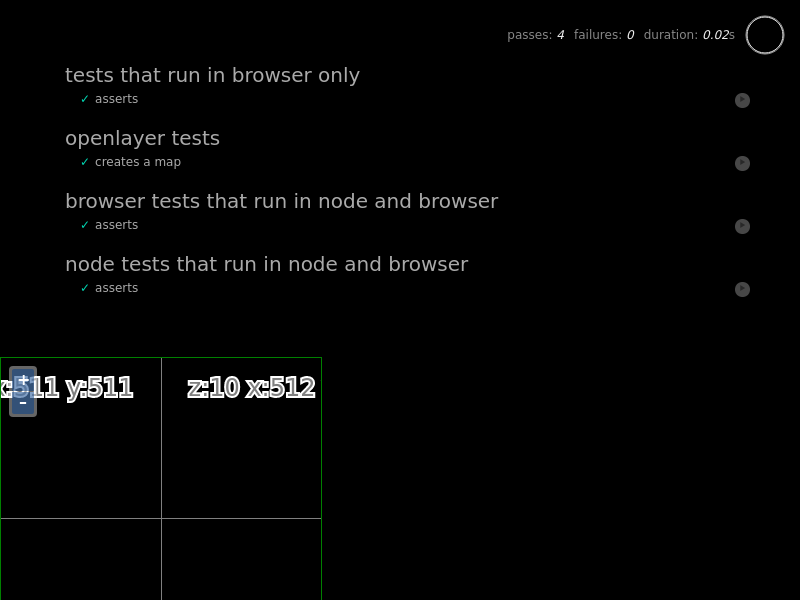 passes: 4 failures: 0 duration: 0.02s
tests that run in browser only
✓ asserts
openlayer tests
✓ creates a map
browser tests that run in node and browser
✓ asserts
node tests that run in node and browser
✓ asserts
+
x:511 y:511 z:10 x:512
–